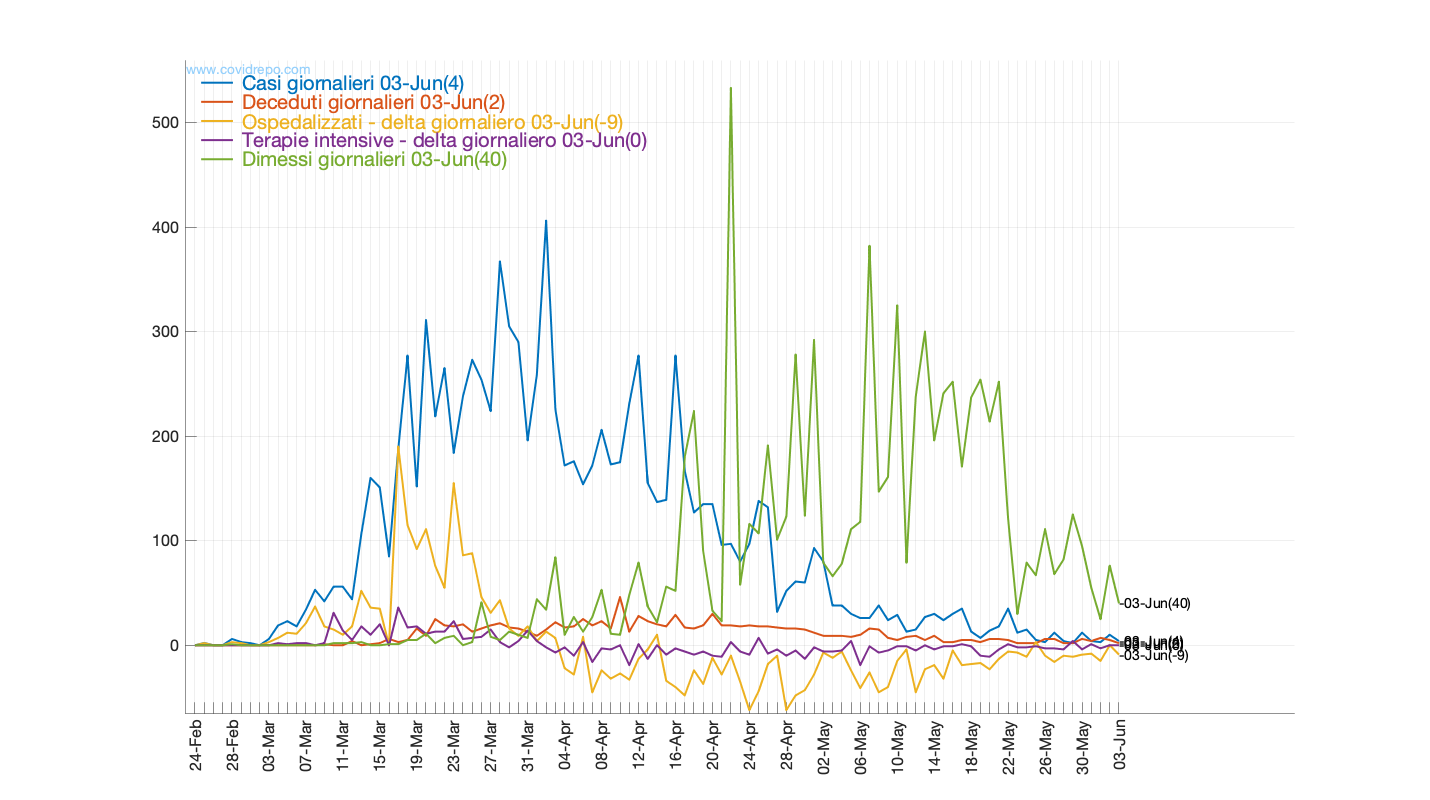 www.covidrepo.com
Casi giornalieri 03-Jun(4)
Deceduti giornalieri 03-Jun(2)
Ospedalizzati - delta giornaliero 03-Jun(-9)
Terapie intensive - delta giornaliero 03-Jun(0)
Dimessi giornalieri 03-Jun(40)
500
400
300
200
100
0
03-Jun(40)
03-Jun(-9)
24-Feb
28-Feb
03-Mar
07-Mar
11-Mar
15-Mar
19-Mar
23-Mar
27-Mar
31-Mar
04-Apr
08-Apr
12-Apr
16-Apr
20-Apr
24-Apr
28-Apr
02-May
06-May
10-May
14-May
18-May
22-May
26-May
30-May
03-Jun